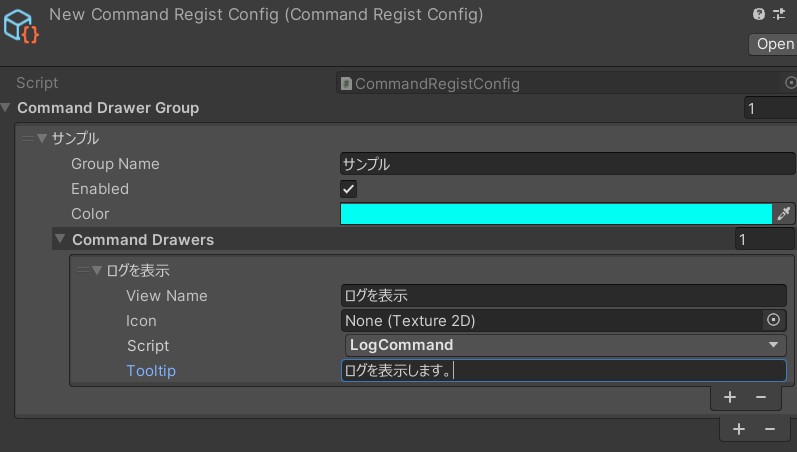 New Command Regist Config (Command Regist Config)
Open
Script CommandRegistConfig
Command Drawer Group 1
サンプル
Group Name サンプル
Enabled
Color
Command Drawers 1
ログを表示
View Name ログを表示
Icon None (Texture 2D)
Script LogCommand
Tooltip ログを表示します。